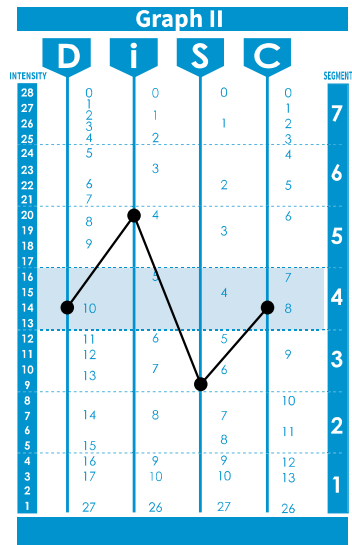 Graph II
D i S C
INTENSITY SEGMENT
28 0 0 0 0
27 1 1
2 1 7
26 3 1 2
25 4 2 3
24 5 4
23 3 6
22 6 2 5
21 7
20 4 6
19 8 3 5
18 9
17
16 5 7
15 4 4
14 10 8
13
12 11 6 5
11 12 9 3
10 13 7 6
9
8 10
7 14 8 7 2
6 11
5 15 8
4 16 9 9 12
3 17 10 10 13 1
2
1 27 26 27 26